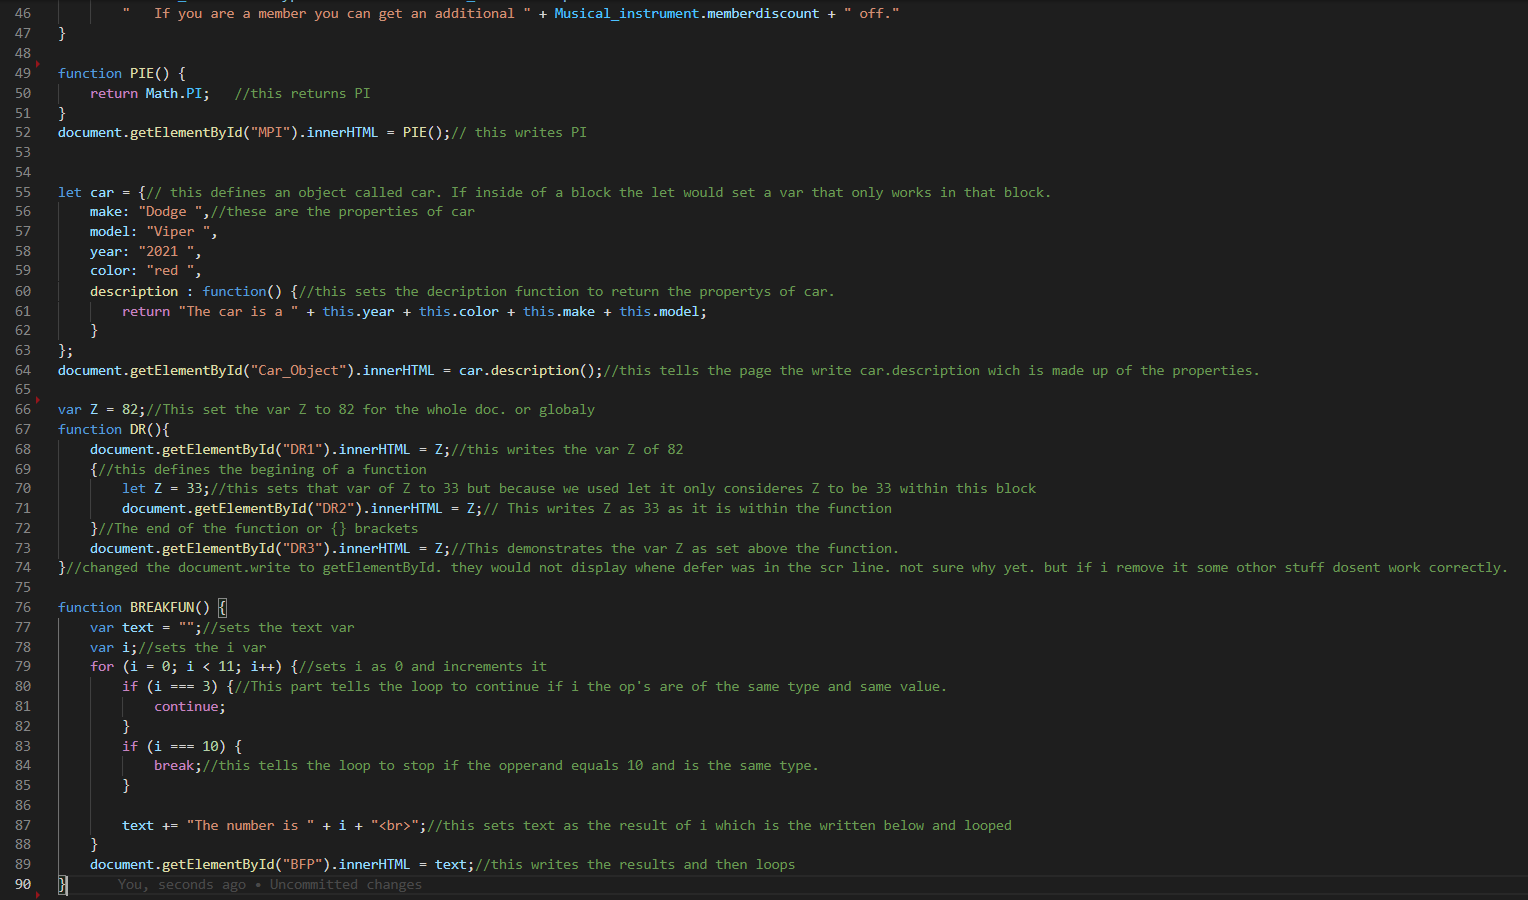 46 "   If you are a member you can get an additional " + Musical_instrument.memberdiscount + " off."
47 }
48
49 function PIE() {
50     return Math.PI;   //this returns PI
51 }
52 document.getElementById("MPI").innerHTML = PIE();// this writes PI
53
54
55 let car = {// this defines an object called car. If inside of a block the let would set a var that only works in that block.
56     make: "Dodge ",//these are the properties of car
57     model: "Viper ",
58     year: "2021 ",
59     color: "red ",
60     description : function() {//this sets the decription function to return the propertys of car.
61         return "The car is a " + this.year + this.color + this.make + this.model;
62     }
63 };
64 document.getElementById("Car_Object").innerHTML = car.description();//this tells the page the write car.description wich is made up of the properties.
65
66 var Z = 82;//This set the var Z to 82 for the whole doc. or globaly
67 function DR(){
68     document.getElementById("DR1").innerHTML = Z;//this writes the var Z of 82
69     {//this defines the begining of a function
70         let Z = 33;//this sets that var of Z to 33 but because we used let it only consideres Z to be 33 within this block
71         document.getElementById("DR2").innerHTML = Z;// This writes Z as 33 as it is within the function
72     }//The end of the function or {} brackets
73     document.getElementById("DR3").innerHTML = Z;//This demonstrates the var Z as set above the function.
74 }//changed the document.write to getElementById. they would not display whene defer was in the scr line. not sure why yet. but if i remove it some othor stuff dosent work correctly.
75
76 function BREAKFUN() {
77     var text = "";//sets the text var
78     var i;//sets the i var
79     for (i = 0; i < 11; i++) {//sets i as 0 and increments it
80         if (i === 3) {//This part tells the loop to continue if i the op's are of the same type and same value.
81             continue;
82         }
83         if (i === 10) {
84             break;//this tells the loop to stop if the opperand equals 10 and is the same type.
85         }
86
87         text += "The number is " + i + "<br>";//this sets text as the result of i which is the written below and looped
88     }
89     document.getElementById("BFP").innerHTML = text;//this writes the results and then loops
90 }      You, seconds ago • Uncommitted changes